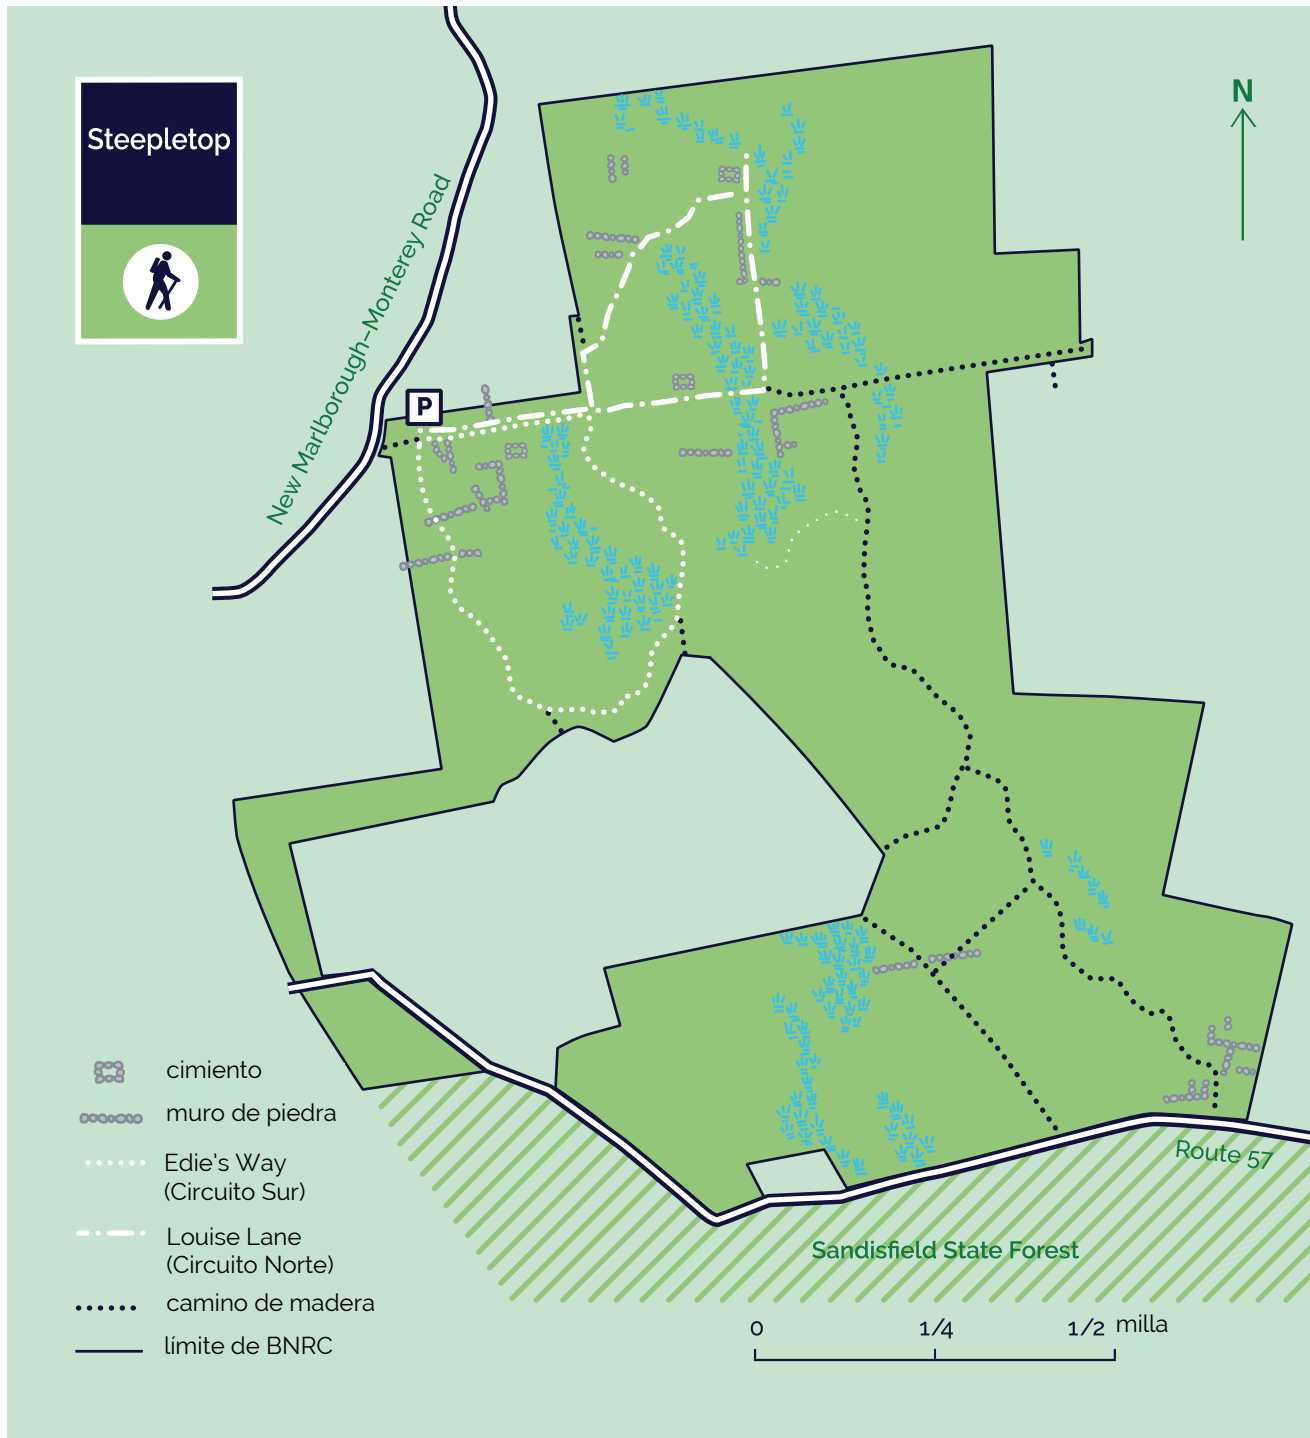 Steepletop
N
New Marlborough–Monterey Road
P
cimiento
muro de piedra
Edie's Way
(Circuito Sur)
Louise Lane
(Circuito Norte)
camino de madera
límite de BNRC
Route 57
Sandisfield State Forest
0 1/4 1/2 milla